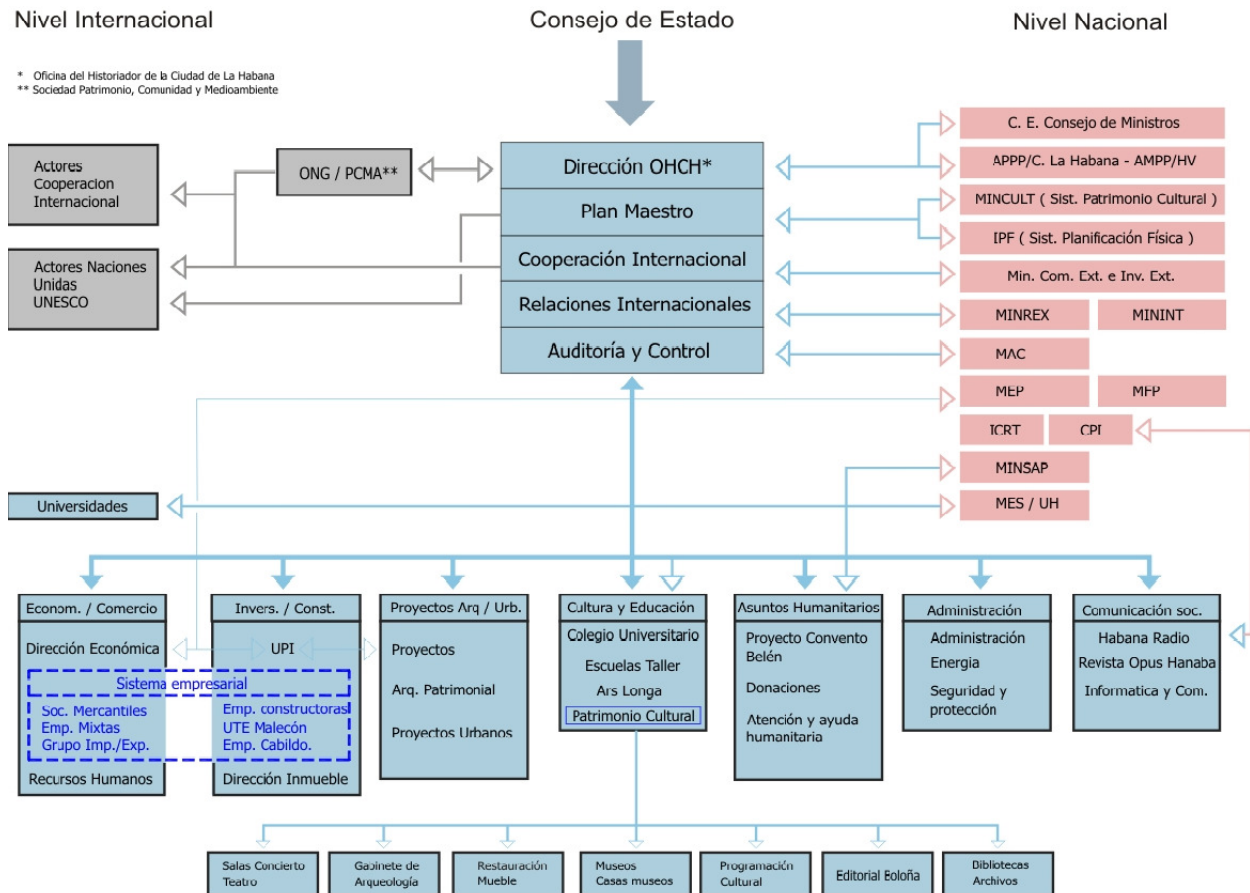 Nivel Internacional
Consejo de Estado
Nivel Nacional
* Oficina del Historiador de la Ciudad de La Habana
** Sociedad Patrimonio, Comunidad y Medioambiente
Actores
Cooperacion
Internacional
ONG / PCMA**
Actores Naciones
Unidas
UNESCO
Dirección OHCH*
Plan Maestro
Cooperación Internacional
Relaciones Internacionales
Auditoría y Control
C. E. Consejo de Ministros
APPP/C. La Habana - AMPP/HV
MINCULT ( Sist. Patrimonio Cultural )
IPF ( Sist. Planificación Física )
Min. Com. Ext. e Inv. Ext.
MINREX
MININT
MAC
MEP
MFP
ICRT
CPI
MINSAP
MES / UH
Universidades
Econom. / Comercio
Dirección Económica
Invers. / Const.
UPI
Sistema empresarial
Soc. Mercantiles
Emp. Mixtas
Grupo Imp./Exp.
Emp. constructoras
UTE Malecón
Emp. Cabildo.
Recursos Humanos
Dirección Inmueble
Proyectos Arq / Urb.
Proyectos
Arq. Patrimonial
Proyectos Urbanos
Cultura y Educación
Colegio Universitario
Escuelas Taller
Ars Longa
Patrimonio Cultural
Asuntos Humanitarios
Proyecto Convento
Belén
Donaciones
Atención y ayuda
humanitaria
Administración
Administración
Energia
Seguridad y
protección
Comunicación soc.
Habana Radio
Revista Opus Hanaba
Informatica y Com.
Salas Concierto
Teatro
Gabinete de
Arqueología
Restauración
Mueble
Museos
Casas museos
Programación
Cultural
Editorial Eoloña
Bibliotecas
Archivos